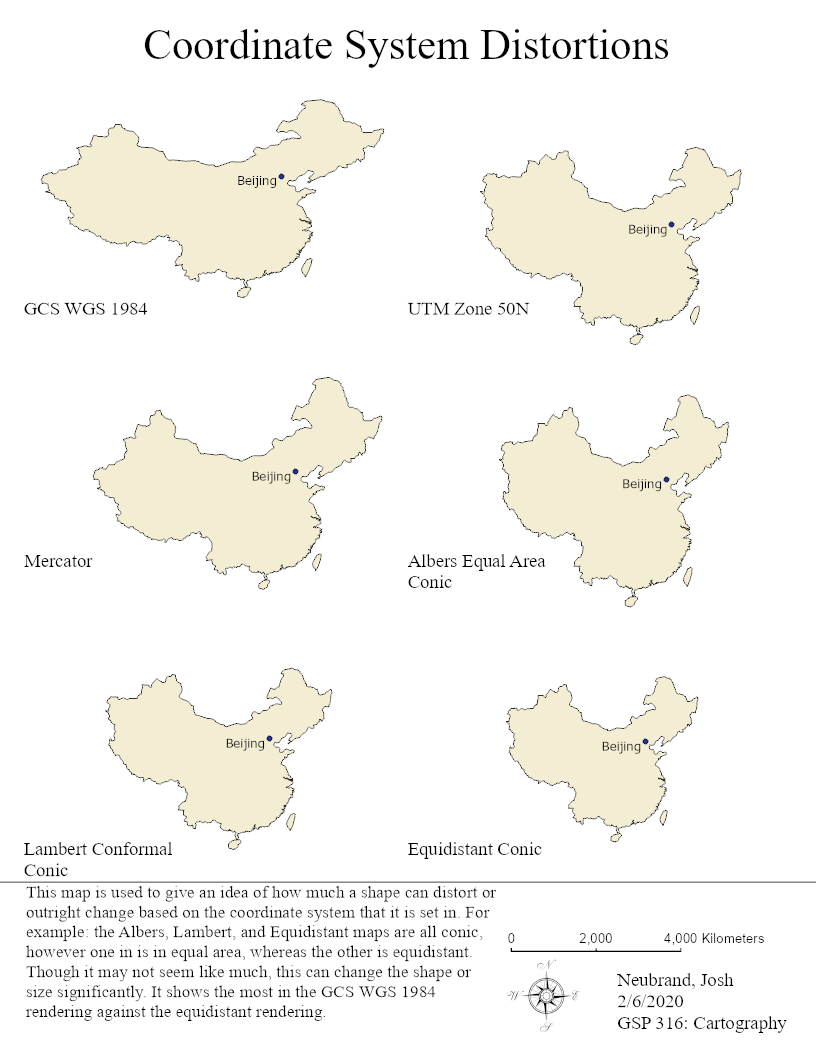 Coordinate System Distortions
Beijing
GCS WGS 1984
Beijing
UTM Zone 50N
Beijing
Mercator
Beijing
Albers Equal Area
Conic
Beijing
Lambert Conformal
Conic
Beijing
Equidistant Conic
This map is used to give an idea of how much a shape can distort or
outright change based on the coordinate system that it is set in. For
example: the Albers, Lambert, and Equidistant maps are all conic,
however one in is in equal area, whereas the other is equidistant.
Though it may not seem like much, this can change the shape or
size significantly. It shows the most in the GCS WGS 1984
rendering against the equidistant rendering.
0 2,000 4,000 Kilometers
N
W E
S
Neubrand, Josh
2/6/2020
GSP 316: Cartography